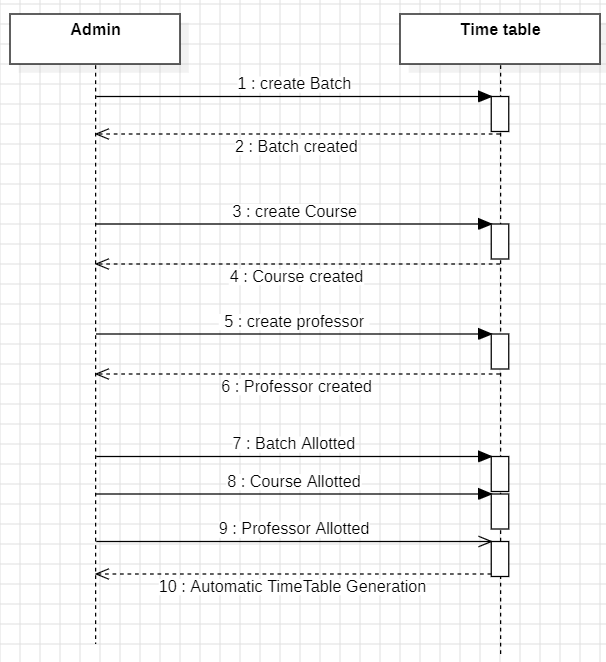 Admin
Time table
1 : create Batch
2 : Batch created
3 : create Course
4 : Course created
5 : create professor
6 : Professor created
7 : Batch Allotted
8 : Course Allotted
9 : Professor Allotted
10 : Automatic TimeTable Generation